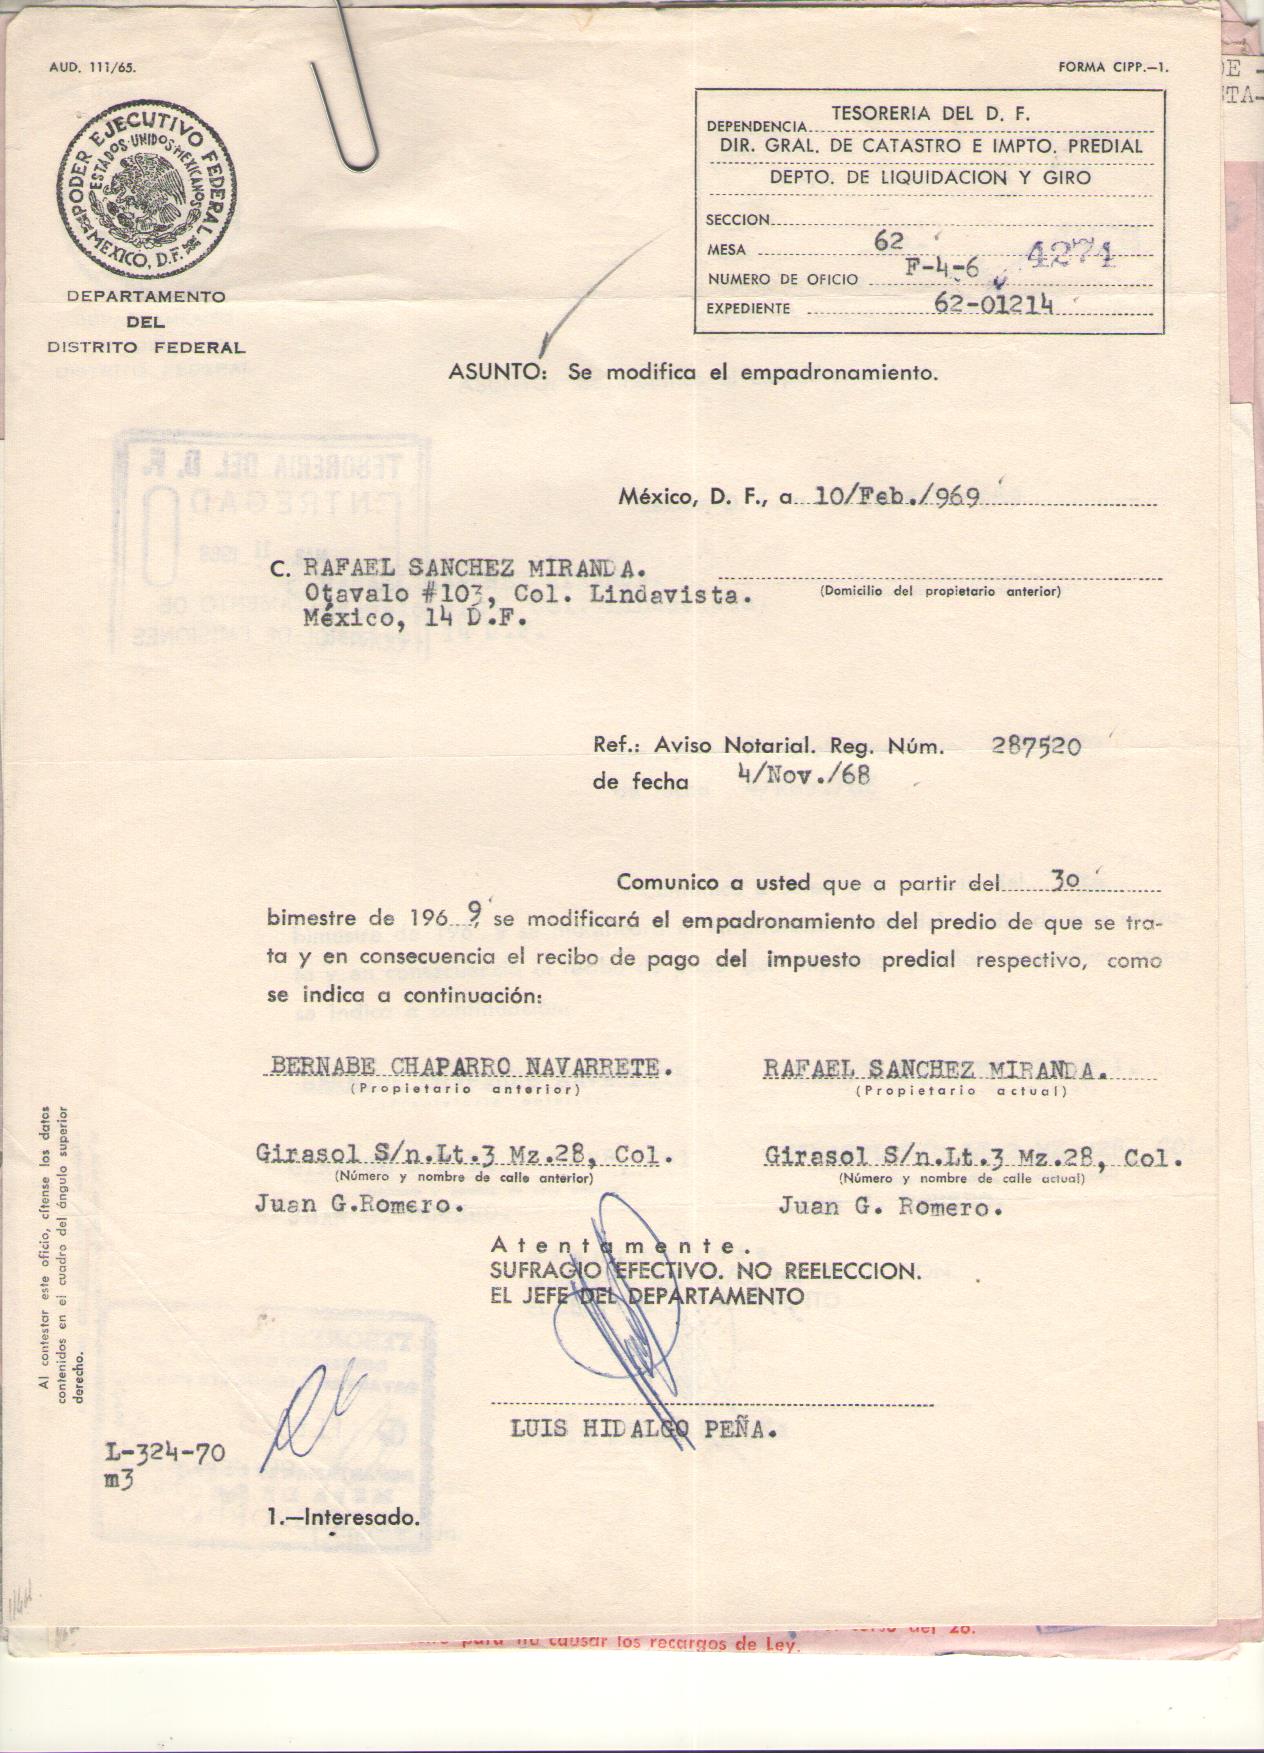 AUD. 111/65.
FORMA CIPP.—1.
PODER EJECUTIVO FEDERAL
ESTADOS UNIDOS MEXICANOS
MEXICO, D.F.
DEPARTAMENTO
DEL
DISTRITO FEDERAL
TESORERIA DEL D. F.
DEPENDENCIA
DIR. GRAL. DE CATASTRO E IMPTO. PREDIAL
DEPTO. DE LIQUIDACION Y GIRO
SECCION
MESA 62
NUMERO DE OFICIO F-4-6 4274
EXPEDIENTE 62-01214
ASUNTO: Se modifica el empadronamiento.
México, D. F., a 10/Feb./969
C. RAFAEL SANCHEZ MIRANDA.
(Domicilio del propietario anterior)
Otavalo #103, Col. Lindavista.
México, 14 D.F.
Ref.: Aviso Notarial. Reg. Núm. 287520
de fecha 4/Nov./68
Comunico a usted que a partir del 3o
bimestre de 196 9, se modificará el empadronamiento del predio de que se tra-
ta y en consecuencia el recibo de pago del impuesto predial respectivo, como
se indica a continuación:
BERNABE CHAPARRO NAVARRETE. RAFAEL SANCHEZ MIRANDA.
(Propietario anterior) (Propietario actual)
Girasol S/n.Lt.3 Mz.28, Col. Girasol S/n.Lt.3 Mz.28, Col.
(Número y nombre de calle anterior) (Número y nombre de calle actual)
Juan G.Romero. Juan G. Romero.
Atentamente.
SUFRAGIO EFECTIVO. NO REELECCION.
EL JEFE DEL DEPARTAMENTO
LUIS HIDALGO PEÑA.
L-324-70
m3
1.—Interesado.
Al contestar este oficio, cítense los datos
contenidos en el cuadro del ángulo superior
derecho.
del 28.
para no causar los recargos de Ley.